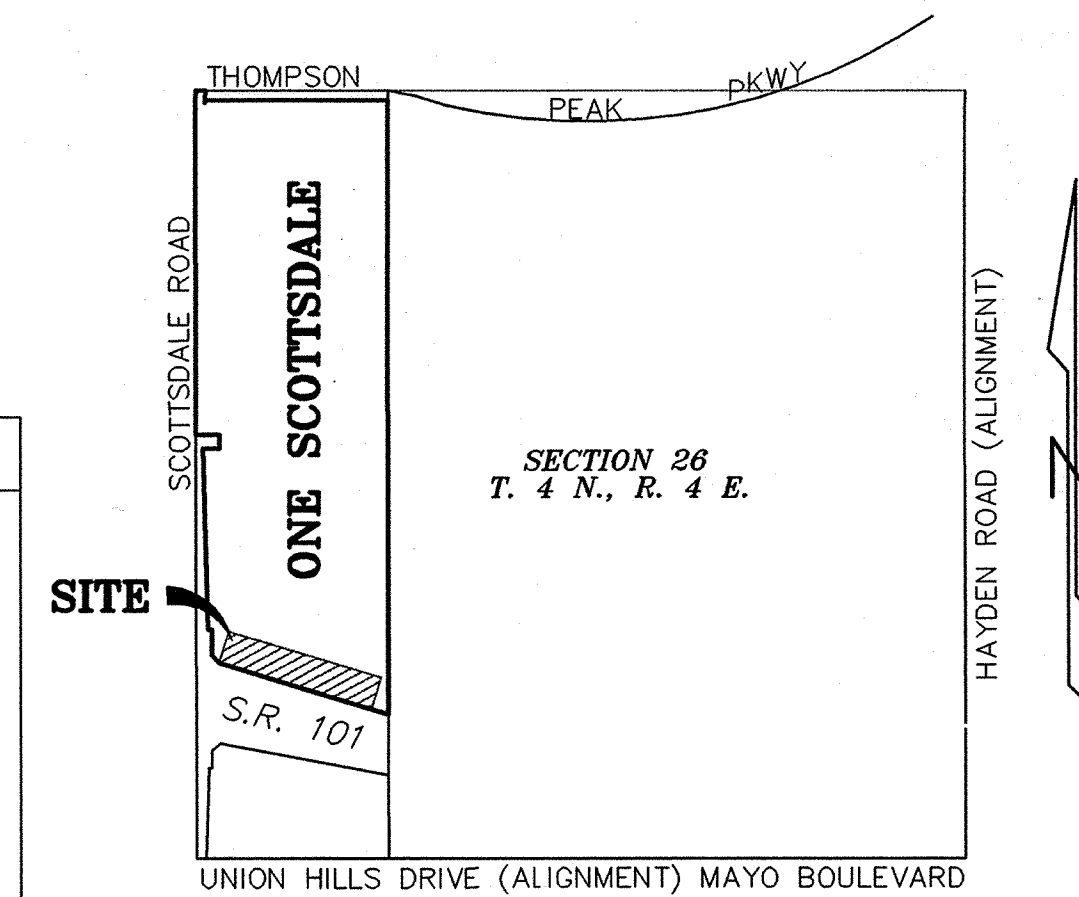 THOMPSON
PEAK
PKWY
SCOTTSDALE ROAD
ONE SCOTTSDALE
SECTION 26
T. 4 N., R. 4 E.
HAYDEN ROAD (ALIGNMENT)
SITE
S.R. 101
UNION HILLS DRIVE (ALIGNMENT) MAYO BOULEVARD